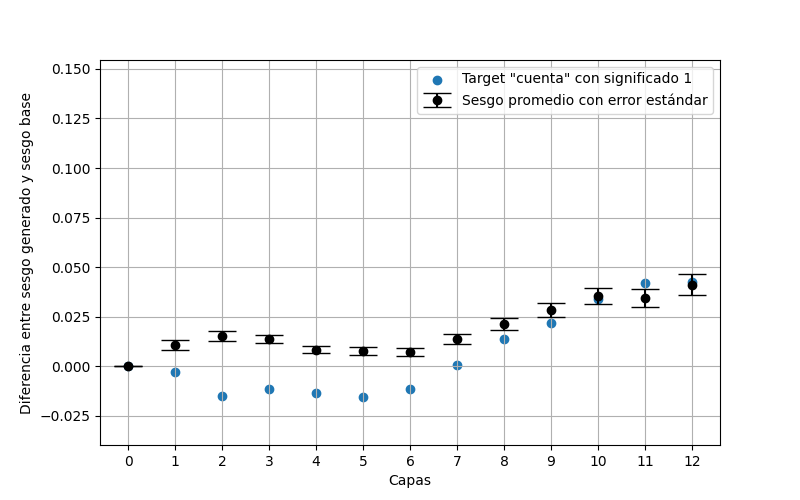 Target "cuenta" con significado 1
Sesgo promedio con error estándar
Diferencia entre sesgo generado y sesgo base
0.150
0.125
0.100
0.075
0.050
0.025
0.000
−0.025
0 1 2 3 4 5 6 7 8 9 10 11 12
Capas